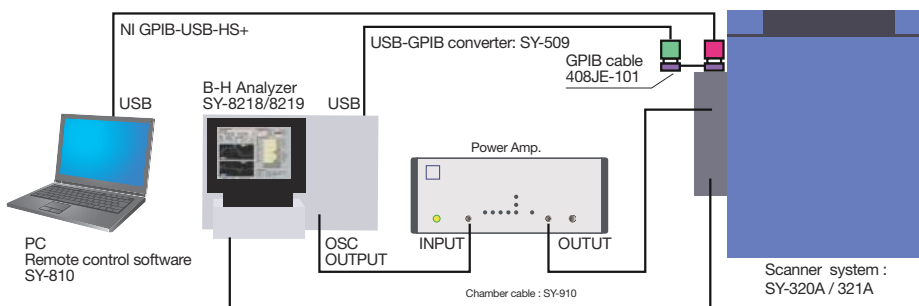 NI GPIB-USB-HS+
USB-GPIB converter: SY-509
GPIB cable
408JE-101
USB
B-H Analyzer
SY-8218/8219
USB
Power Amp.
INPUT
OUTUT
OSC
OUTPUT
PC
Remote control software
SY-810
Chamber cable : SY-910
Scanner system :
SY-320A / 321A